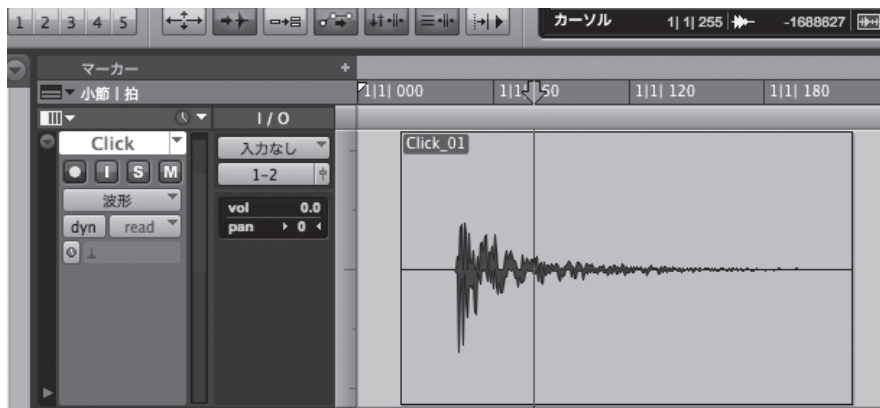 1 2 3 4 5
カーソル 1| 1| 255 -1688627
マーカー +
小節|拍 1|1| 000 1|1 50 1|1| 120 1|1| 180
I / O
Click 入力なし Click_01
I S M 1-2
波形
vol 0.0
dyn read pan 0